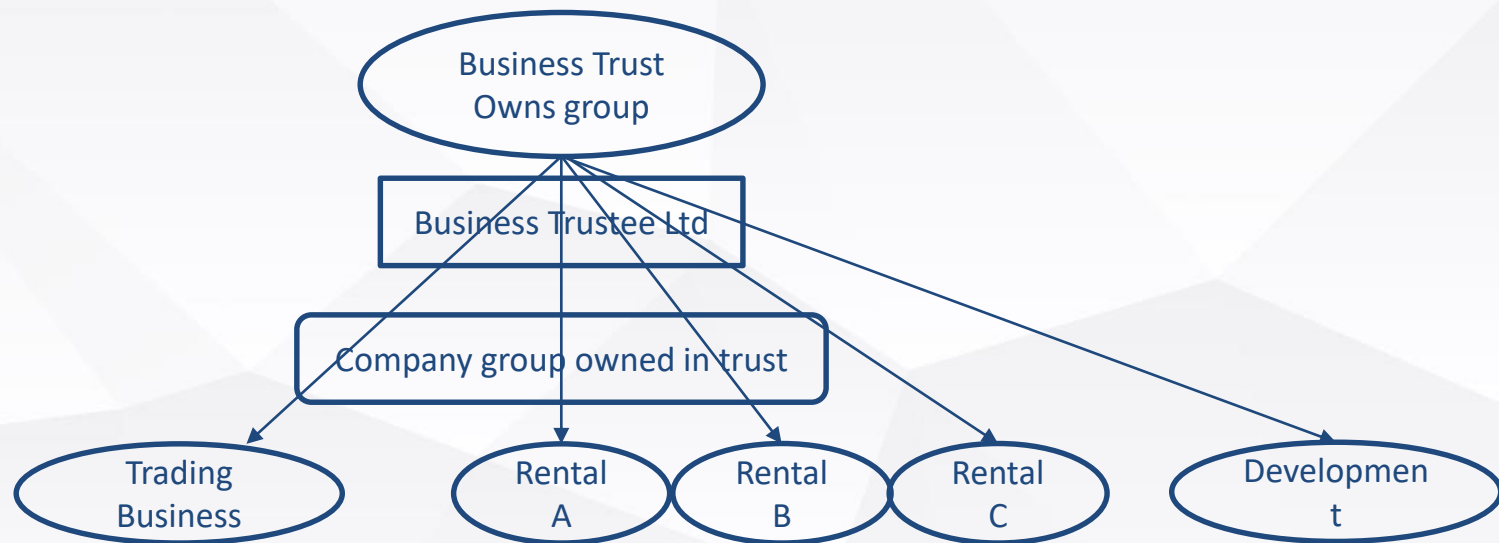 Business Trust
Owns group
Business Trustee Ltd
Company group owned in trust
Trading
Business
Rental
A
Rental
B
Rental
C
Developmen
t